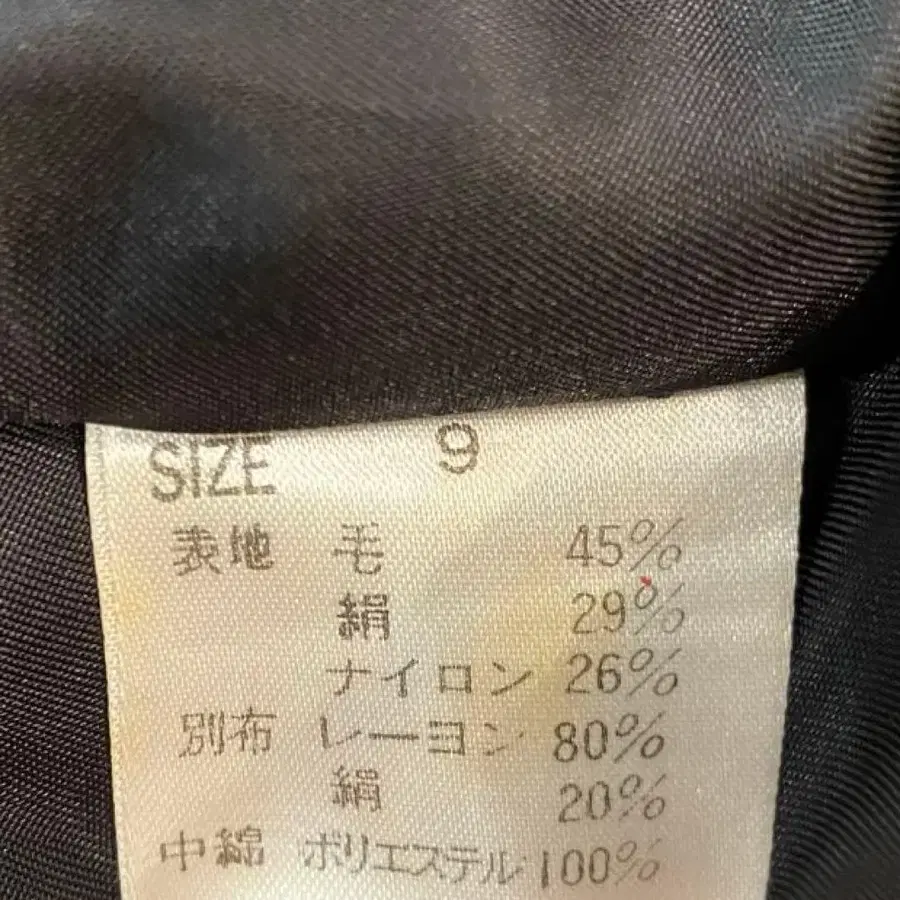 SIZE 9
表地 毛 45%
絹 29%
ナイロン 26%
別布 レーヨン 80%
絹 20%
中綿 ポリエステル 100%